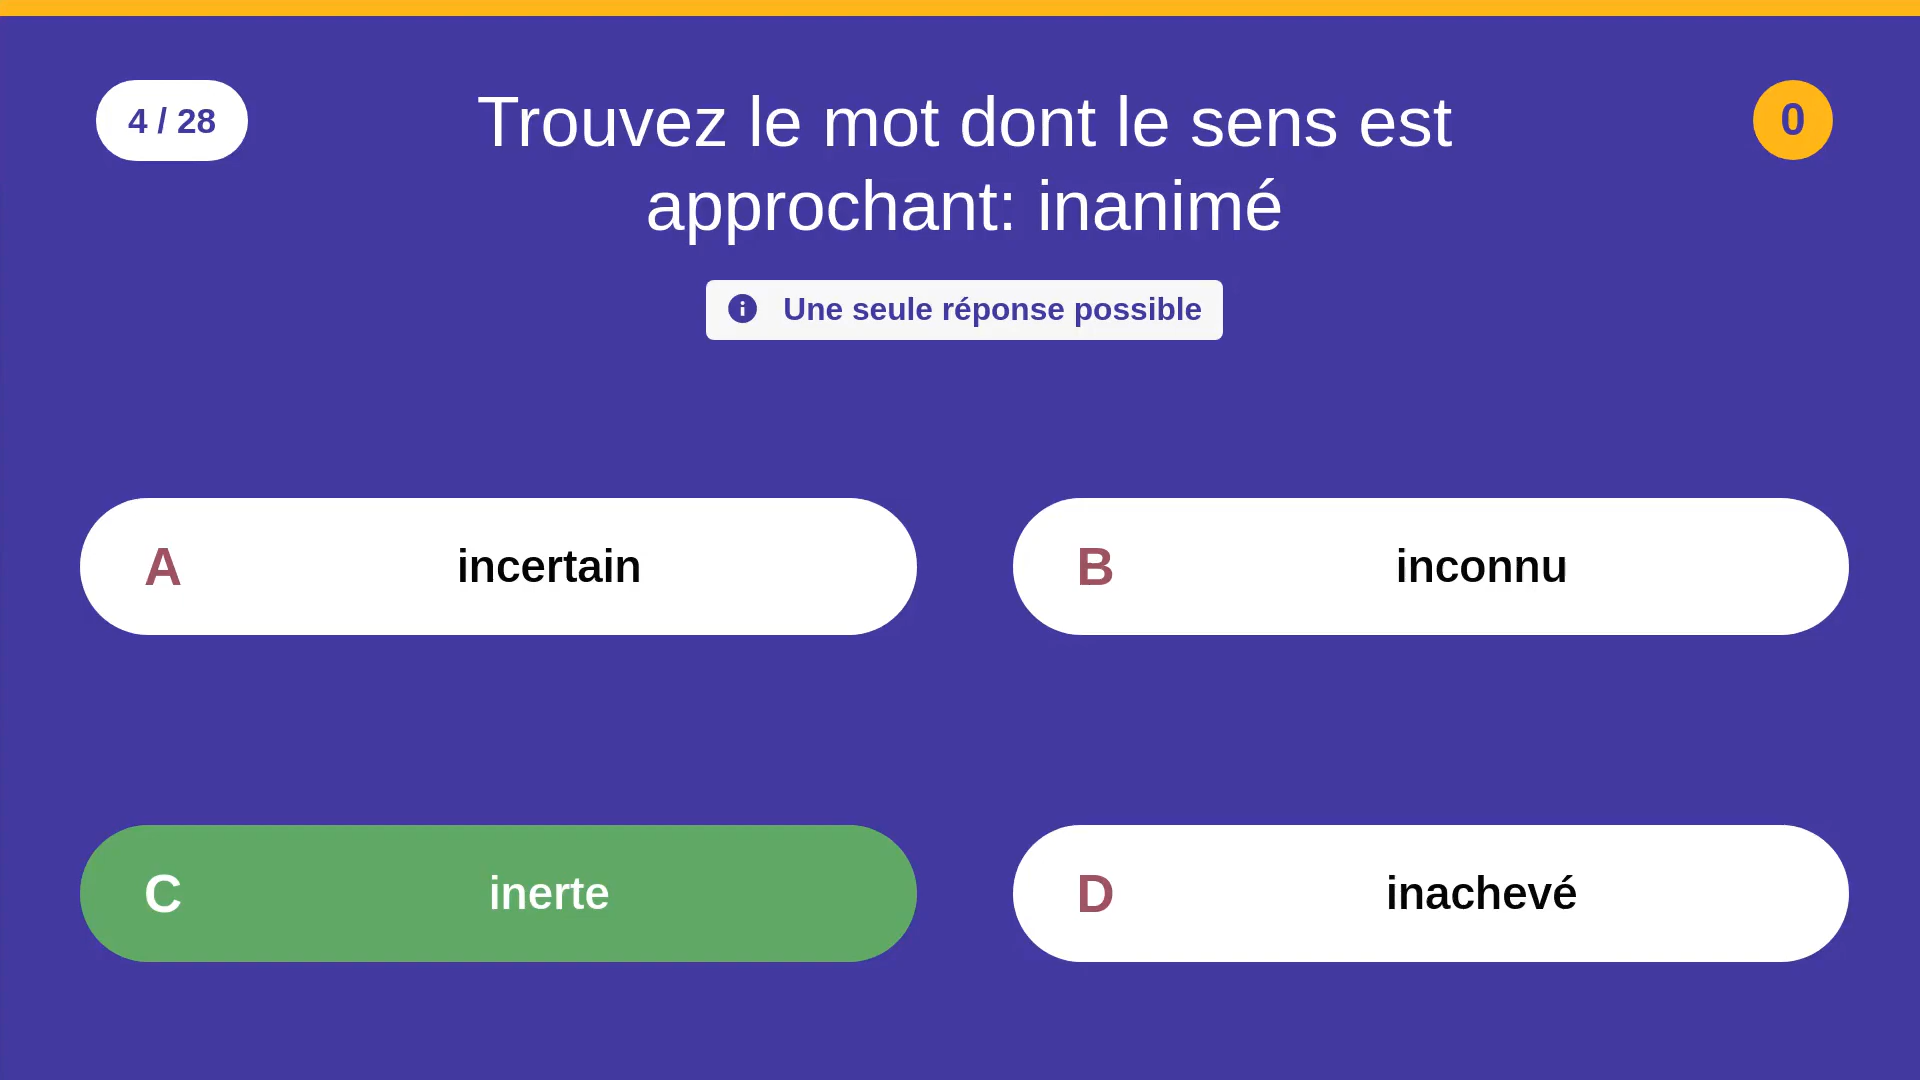 4 / 28
Trouvez le mot dont le sens est
approchant: inanimé
0
Une seule réponse possible
A incertain
B inconnu
C inerte
D inachevé